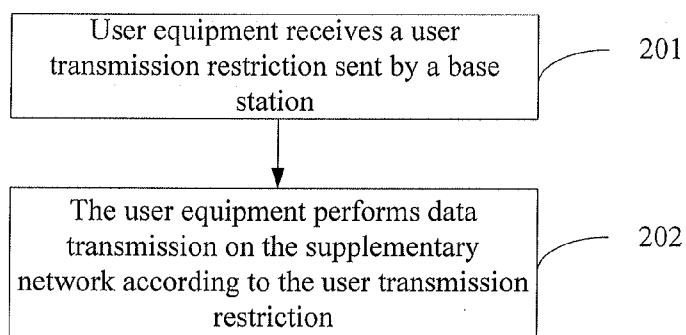 User equipment receives a user
transmission restriction sent by a base
station
201
The user equipment performs data
transmission on the supplementary
network according to the user transmission
restriction
202